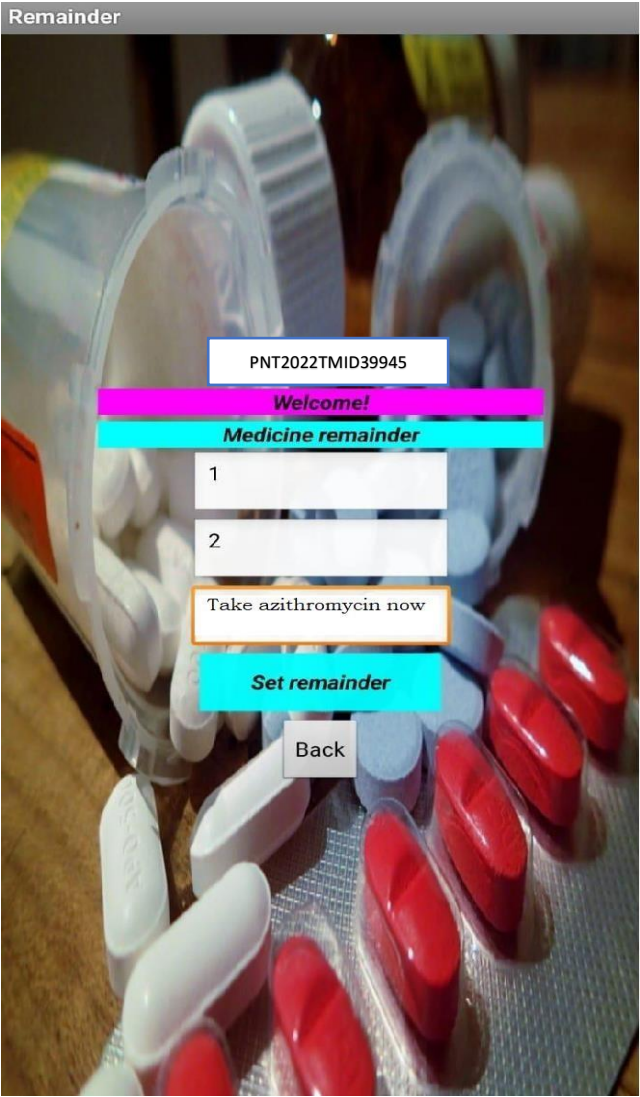 Remainder
PNT2022TMID39945
Welcome!
Medicine remainder
1
2
Take azithromycin now
Set remainder
Back